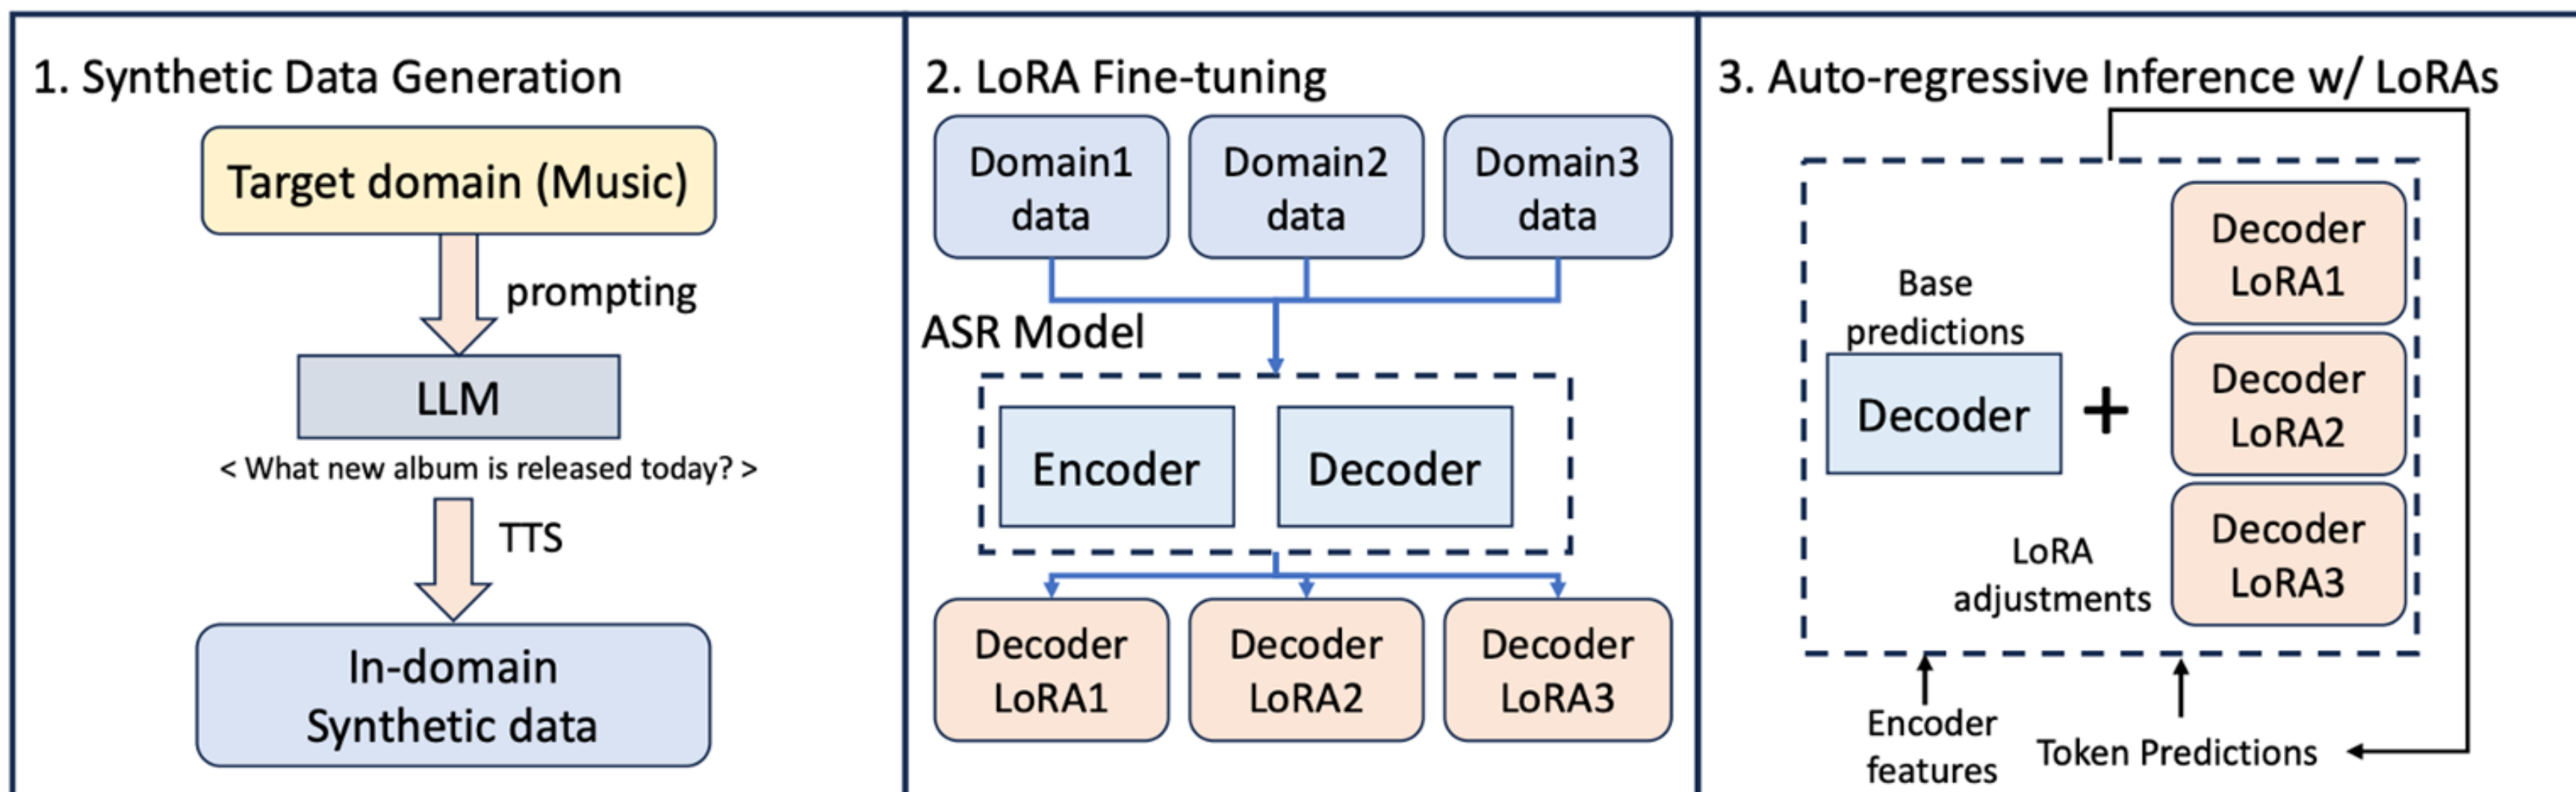 1. Synthetic Data Generation
Target domain (Music)
prompting
LLM
< What new album is released today? >
TTS
In-domain
Synthetic data
2. LoRA Fine-tuning
Domain1
data
Domain2
data
Domain3
data
ASR Model
Encoder
Decoder
Decoder
LoRA1
Decoder
LoRA2
Decoder
LoRA3
3. Auto-regressive Inference w/ LoRAs
Base
predictions
Decoder
+
Decoder
LoRA1
Decoder
LoRA2
Decoder
LoRA3
LoRA
adjustments
Encoder
features
Token Predictions